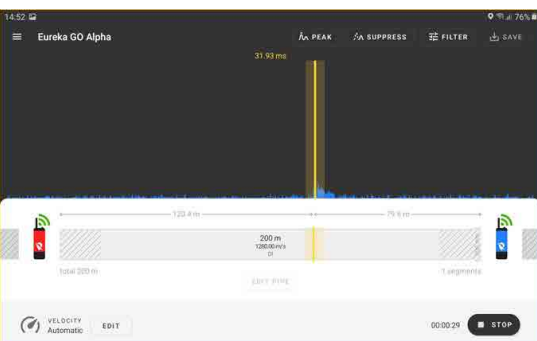 14:52 76%
Eureka GO Alpha PEAK SUPPRESS FILTER SAVE
31.93 ms
120.4 m 79.6 m
200 m
1280.00 m/s
DI
total 200 m 1 segments
EDIT PIPE
VELOCITY
Automatic EDIT 00:00:29 STOP